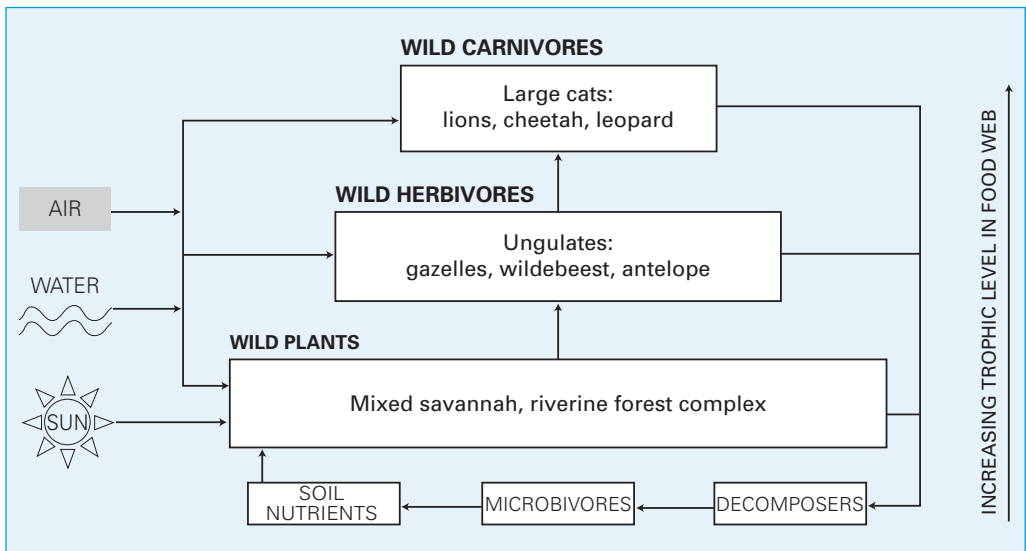 WILD CARNIVORES
Large cats:
lions, cheetah, leopard
WILD HERBIVORES
AIR
Ungulates:
gazelles, wildebeest, antelope
WATER
WILD PLANTS
Mixed savannah, riverine forest complex
SUN
SOIL
NUTRIENTS
MICROBIVORES
DECOMPOSERS
INCREASING TROPHIC LEVEL IN FOOD WEB